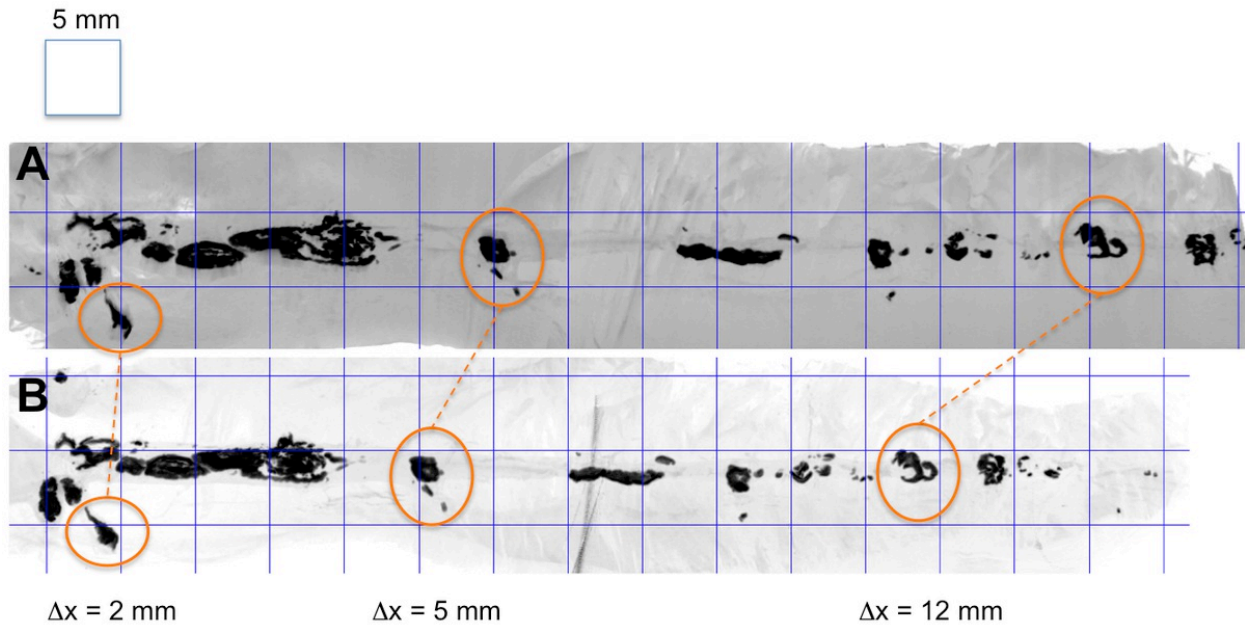 5 mm
A
B
Δx = 2 mm
Δx = 5 mm
Δx = 12 mm